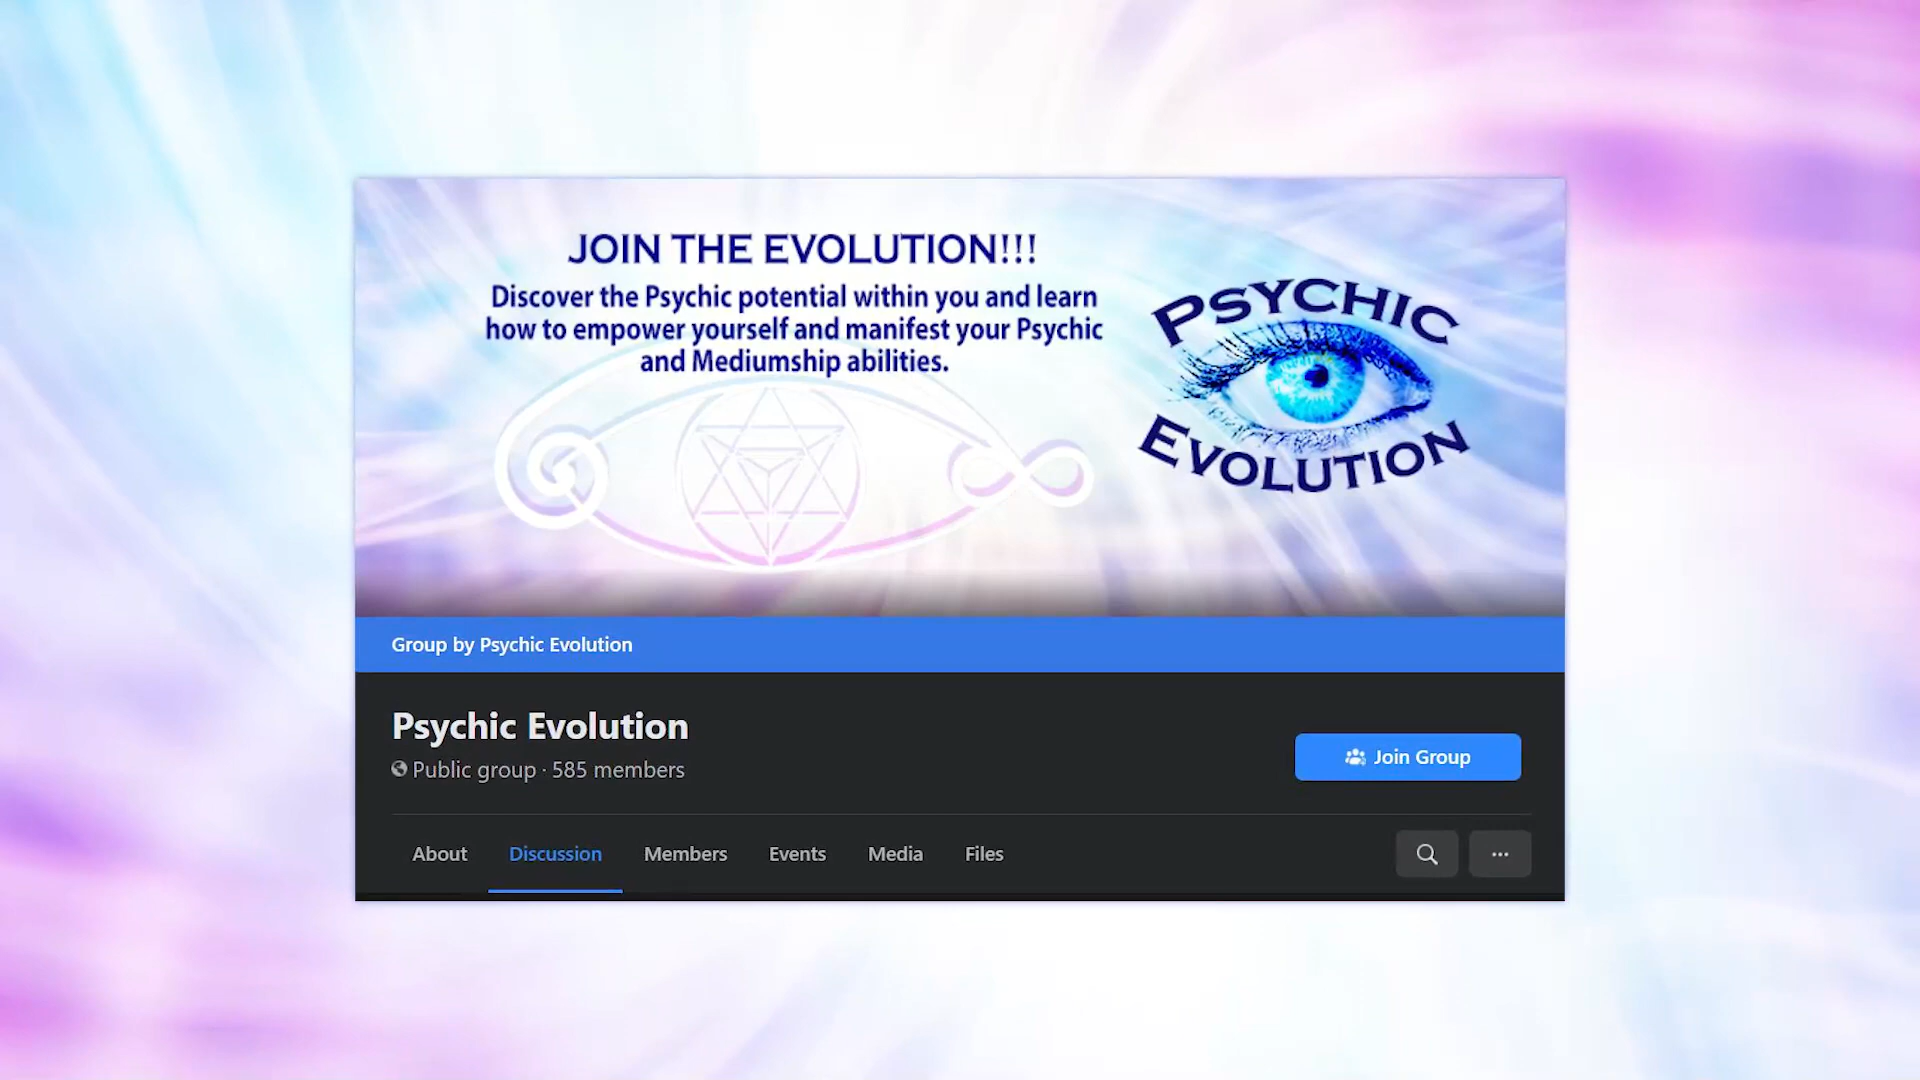 JOIN THE EVOLUTION!!!
Discover the Psychic potential within you and learn
how to empower yourself and manifest your Psychic
and Mediumship abilities.
PSYCHIC
EVOLUTION
Group by Psychic Evolution
Psychic Evolution
Public group · 585 members
Join Group
About Discussion Members Events Media Files